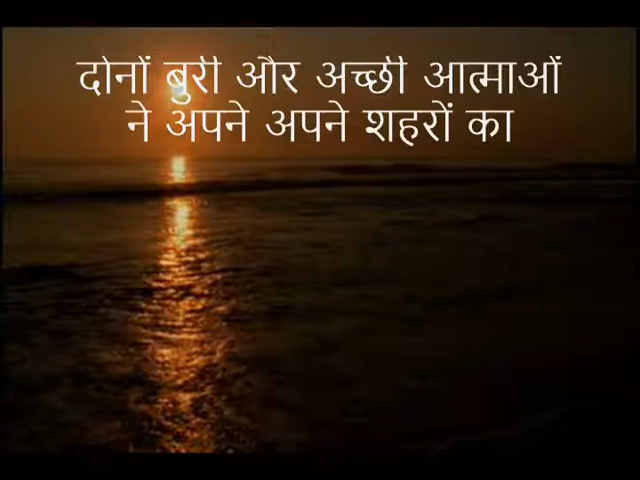 दोनों बुरी और अच्छी आत्माओं
ने अपने अपने शहरों का